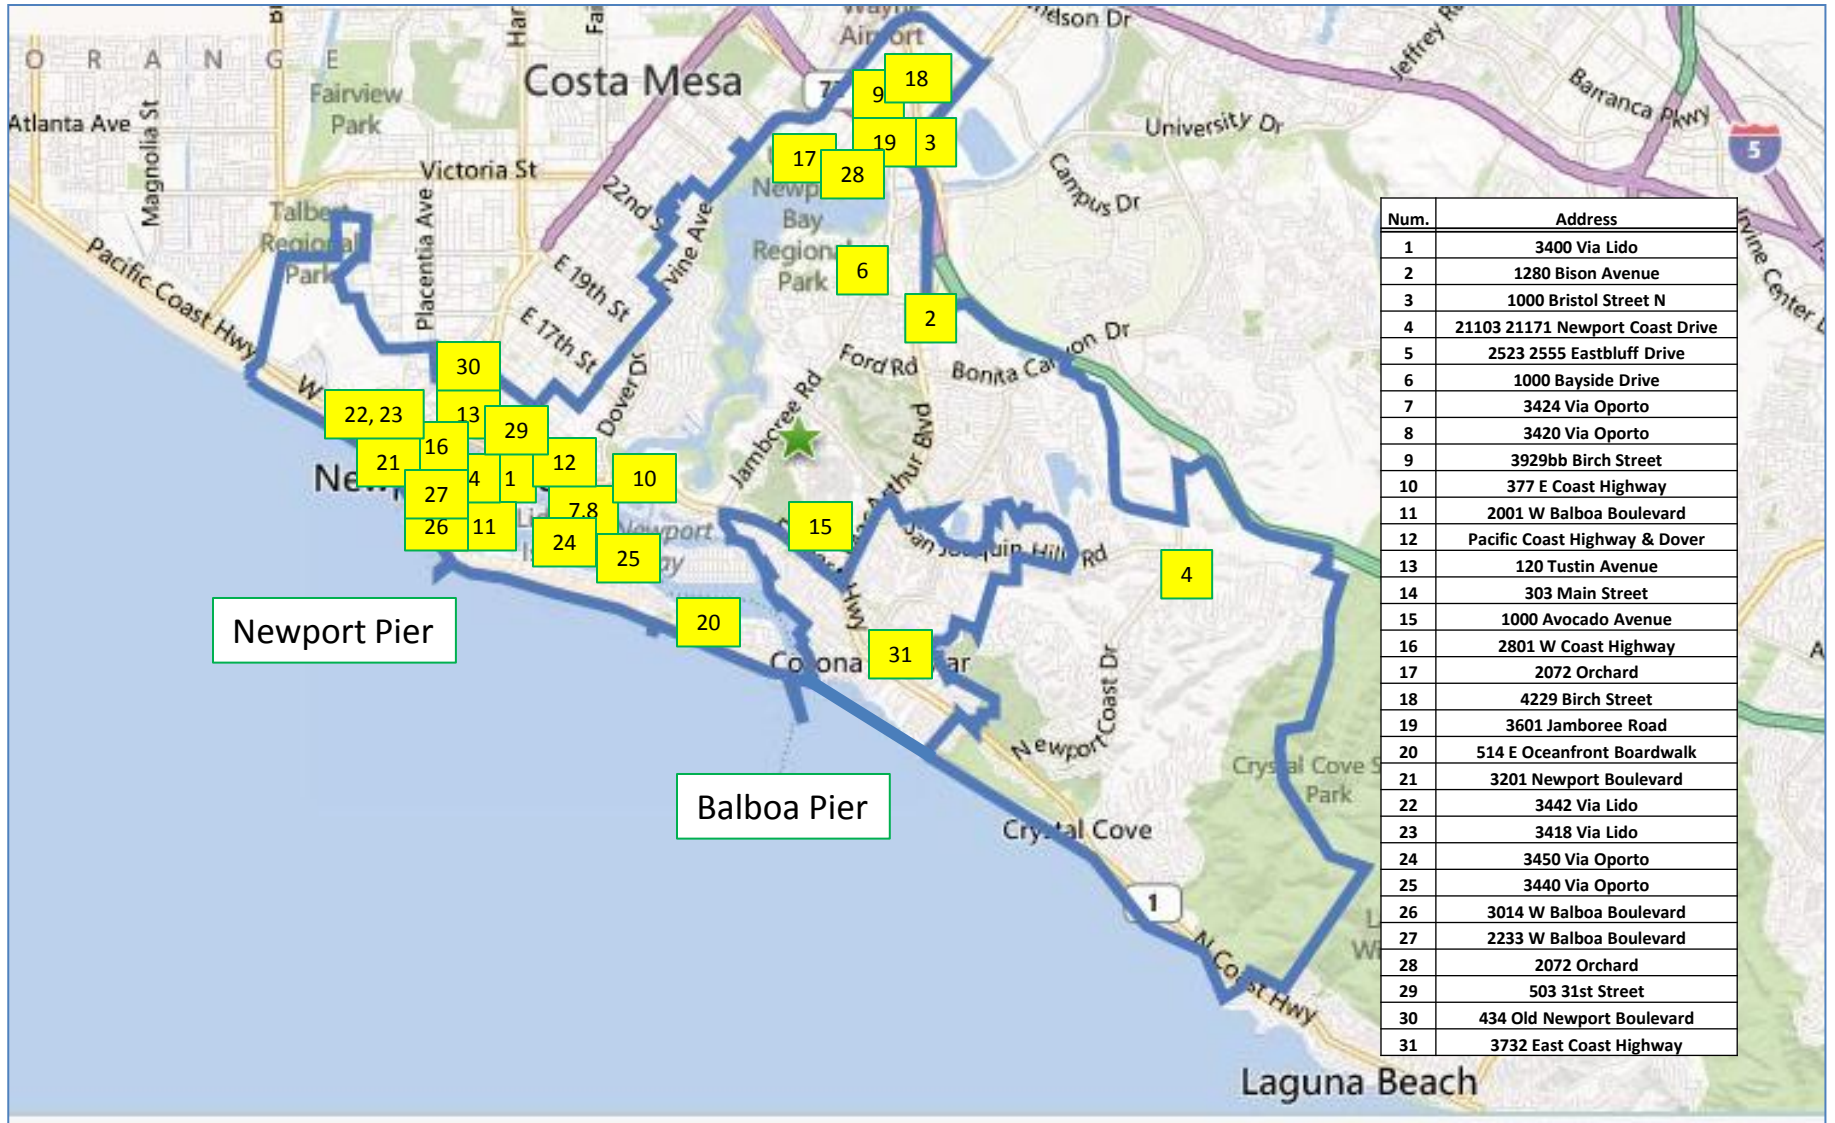 Wayne
Airport
Michelson Dr
Jeffrey Rd
O R A N G E
Costa Mesa
Fairview
Park
Atlanta Ave
Magnolia St
Victoria St
Placentia Ave
22nd St
Irvine Ave
University Dr
Barranca Pkwy
5
Campus Dr
Irvine Center
Talbert
Regional
Park
Pacific Coast Hwy
E 19th St
E 17th St
Dover Dr
Bay
Regional
Park
Ford Rd
Bonita Canyon Dr
Jamboree Rd
MacArthur Blvd
San Joaquin Hills Rd
Newport
Newport Coast Dr
Crystal Cove
Park
Crystal Cove
1
N Coast Hwy
Laguna Beach
18
9
19
3
17
28
6
2
30
22, 23
13
29
16
21
12
4
1
10
27
7,8
26
11
24
25
15
4
20
31
Newport Pier
Balboa Pier
Num. Address
1 3400 Via Lido
2 1280 Bison Avenue
3 1000 Bristol Street N
4 21103 21171 Newport Coast Drive
5 2523 2555 Eastbluff Drive
6 1000 Bayside Drive
7 3424 Via Oporto
8 3420 Via Oporto
9 3929bb Birch Street
10 377 E Coast Highway
11 2001 W Balboa Boulevard
12 Pacific Coast Highway & Dover
13 120 Tustin Avenue
14 303 Main Street
15 1000 Avocado Avenue
16 2801 W Coast Highway
17 2072 Orchard
18 4229 Birch Street
19 3601 Jamboree Road
20 514 E Oceanfront Boardwalk
21 3201 Newport Boulevard
22 3442 Via Lido
23 3418 Via Lido
24 3450 Via Oporto
25 3440 Via Oporto
26 3014 W Balboa Boulevard
27 2233 W Balboa Boulevard
28 2072 Orchard
29 503 31st Street
30 434 Old Newport Boulevard
31 3732 East Coast Highway